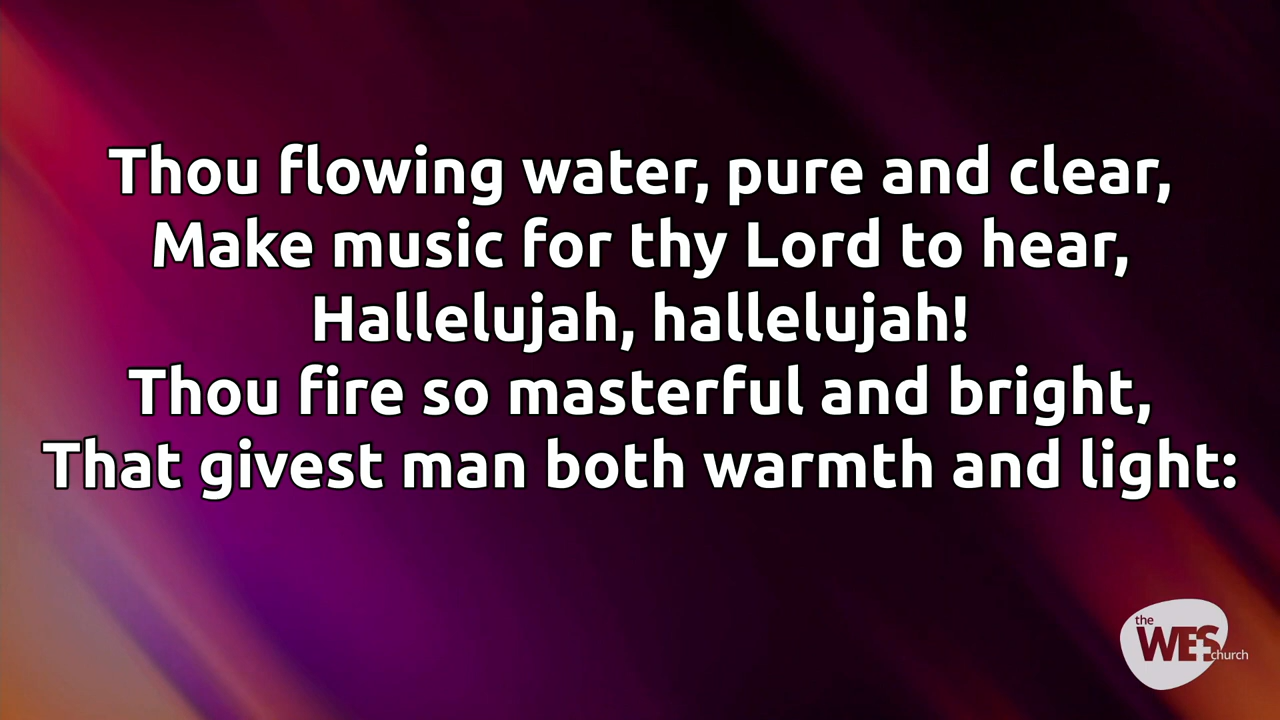 Thou flowing water, pure and clear,
Make music for thy Lord to hear,
Hallelujah, hallelujah!
Thou fire so masterful and bright,
That givest man both warmth and light:
the
WES
church